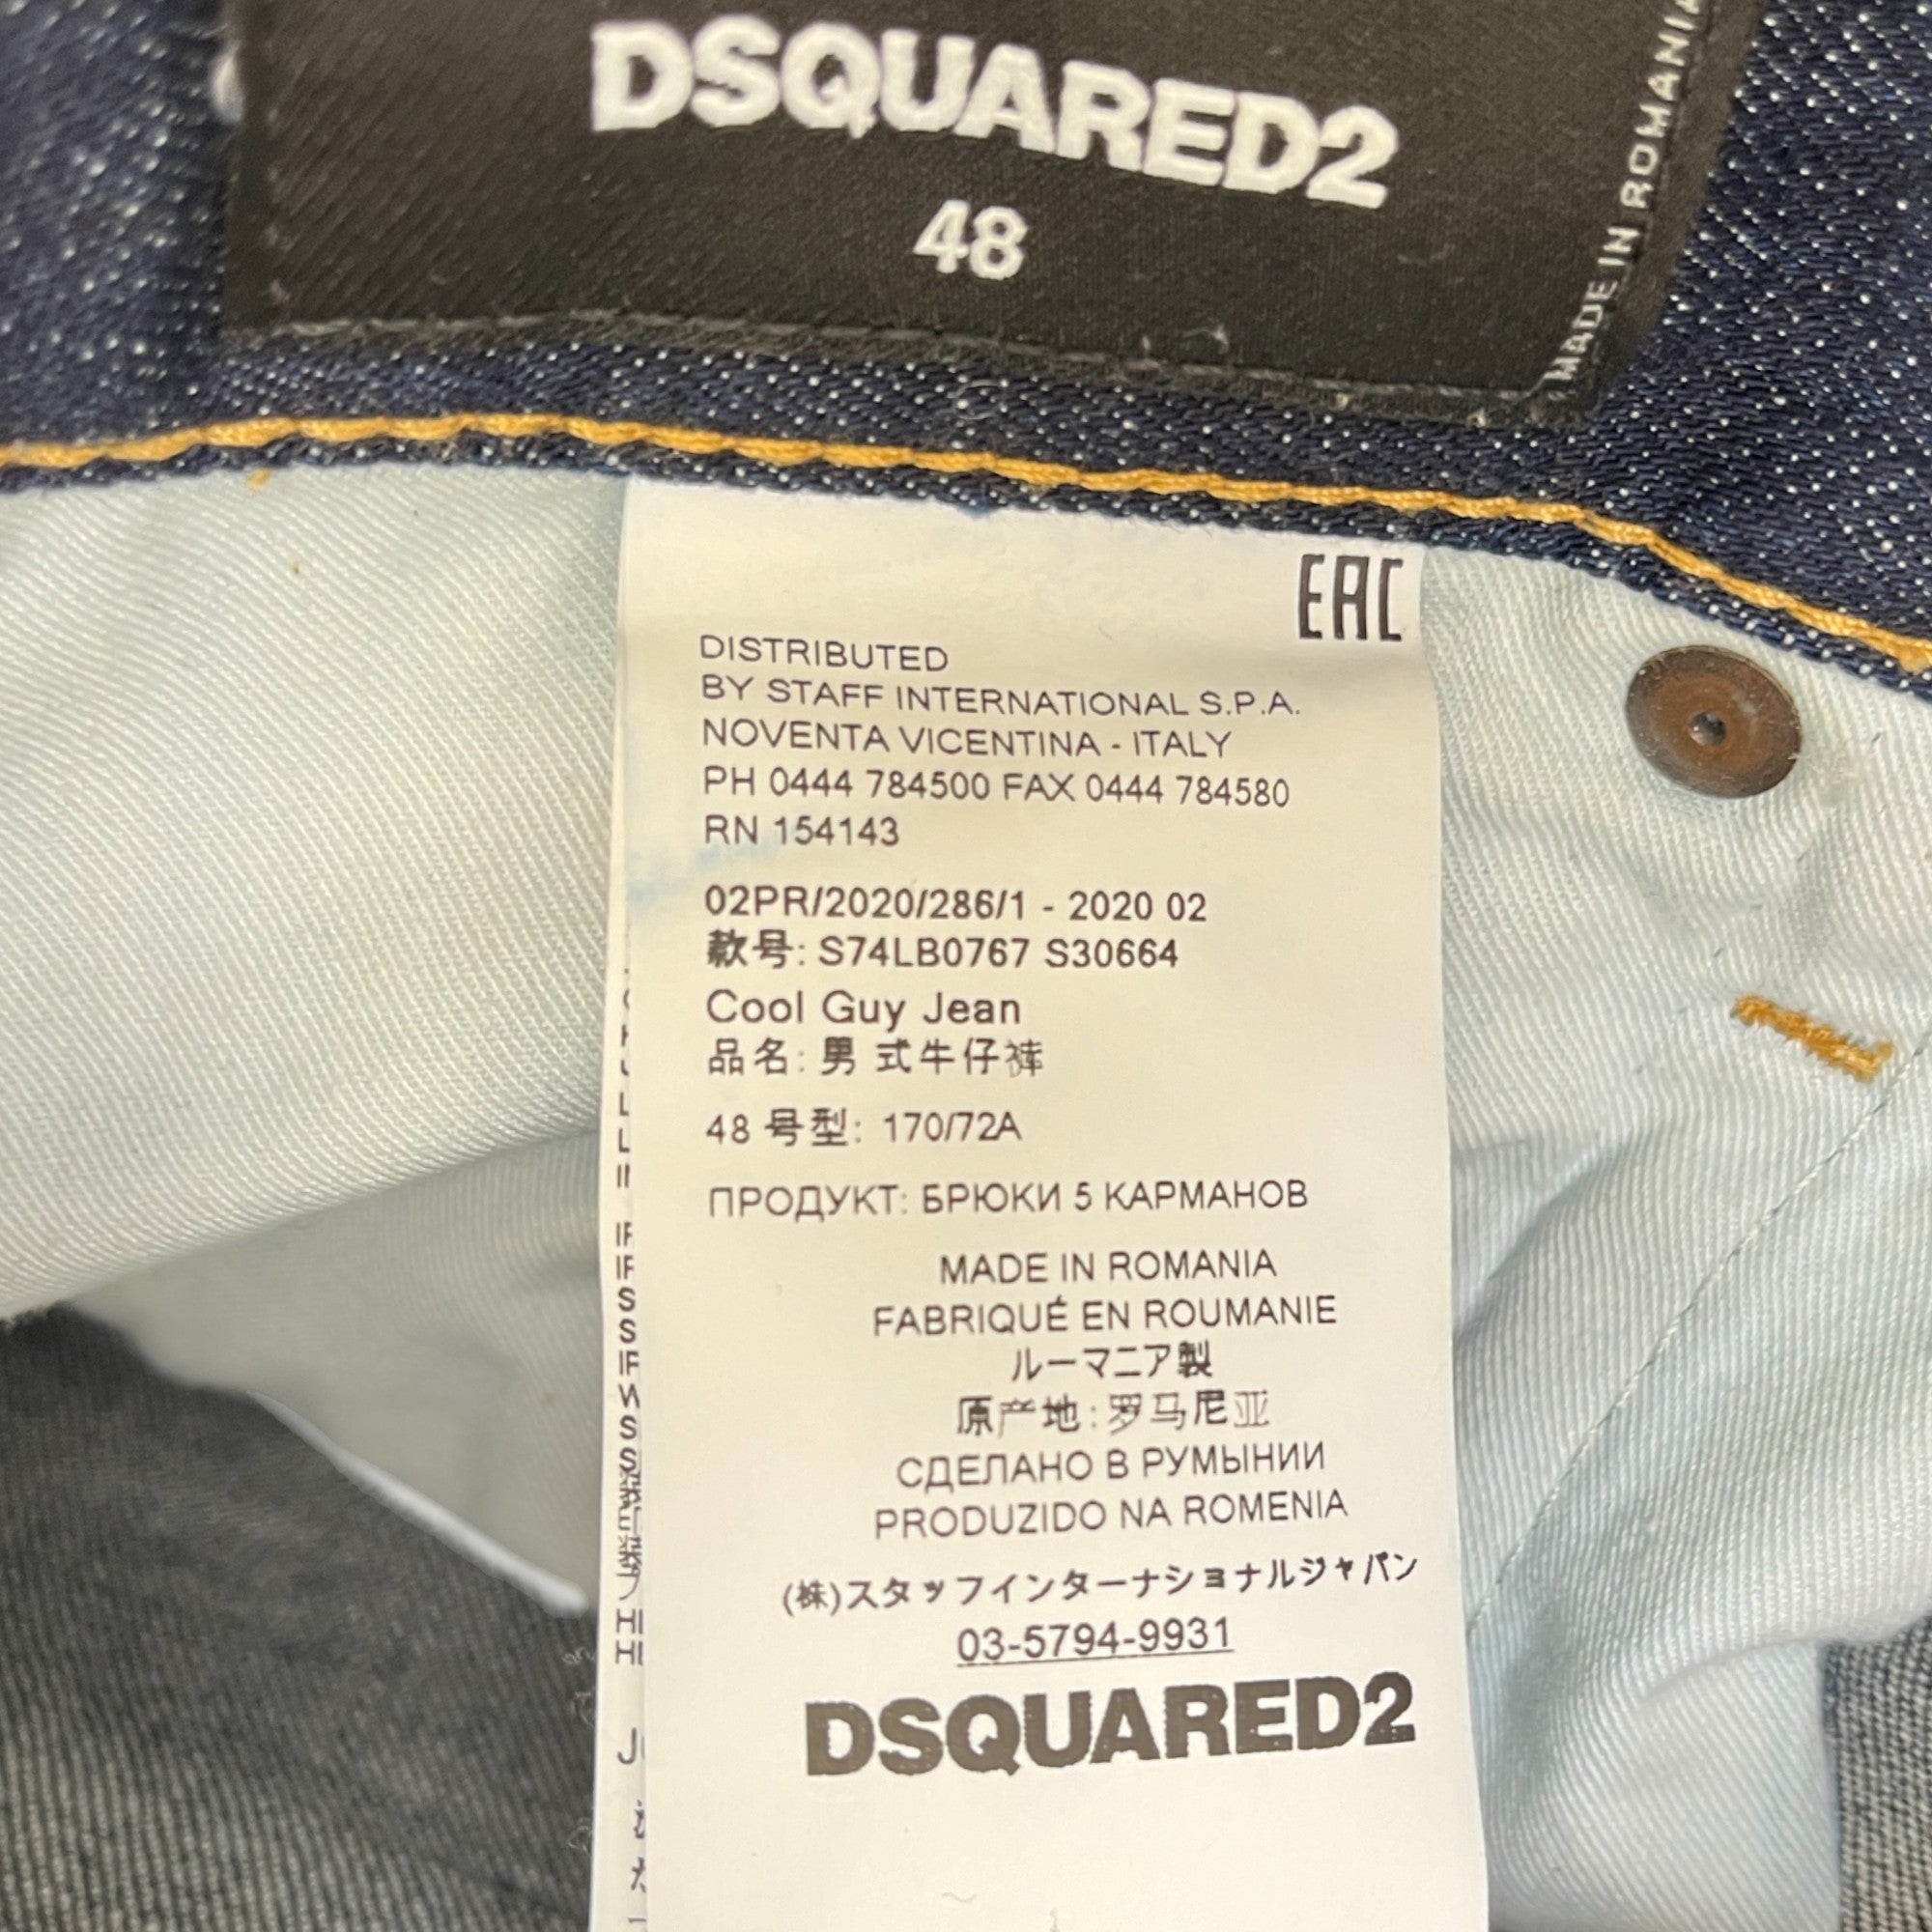 DSQUARED2
48
MADE IN ROMANIA
EAC
DISTRIBUTED
BY STAFF INTERNATIONAL S.P.A.
NOVENTA VICENTINA - ITALY
PH 0444 784500 FAX 0444 784580
RN 154143
02PR/2020/286/1 - 2020 02
款号: S74LB0767 S30664
Cool Guy Jean
品名: 男 式牛仔裤
48 号型: 170/72A
ПРОДУКТ: БРЮКИ 5 КАРМАНОВ
MADE IN ROMANIA
FABRIQUÉ EN ROUMANIE
ルーマニア製
原产地: 罗马尼亚
СДЕЛАНО В РУМЫНИИ
PRODUZIDO NA ROMENIA
(株)スタッフインターナショナルジャパン
03-5794-9931
DSQUARED2